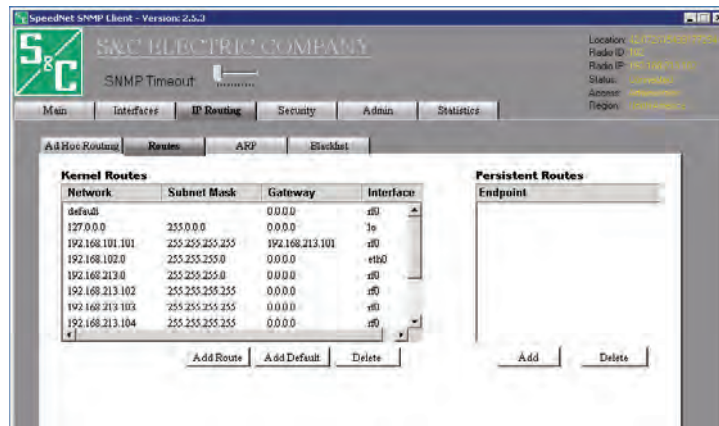 SpeedNet SNMP Client - Version: 2.5.3
S&C
S&C ELECTRIC COMPANY
SNMP Timeout:
Location:
Radio ID:
Radio IP:
Status:
Access:
Region:
Main Interfaces IP Routing Security Admin Statistics
Ad Hoc Routing Routes ARP Blacklist
Kernel Routes
Network Subnet Mask Gateway Interface
default 0.0.0.0 rf0
127.0.0.0 255.0.0.0 0.0.0.0 lo
192.168.101.101 255.255.255.255 192.168.213.101 rf0
192.168.102.0 255.255.255.0 0.0.0.0 eth0
192.168.213.0 255.255.255.0 0.0.0.0 rf0
192.168.213.102 255.255.255.255 0.0.0.0 rf0
192.168.213.103 255.255.255.255 0.0.0.0 rf0
192.168.213.104 255.255.255.255 0.0.0.0 rf0
Add Route Add Default Delete
Persistent Routes
Endpoint
Add Delete